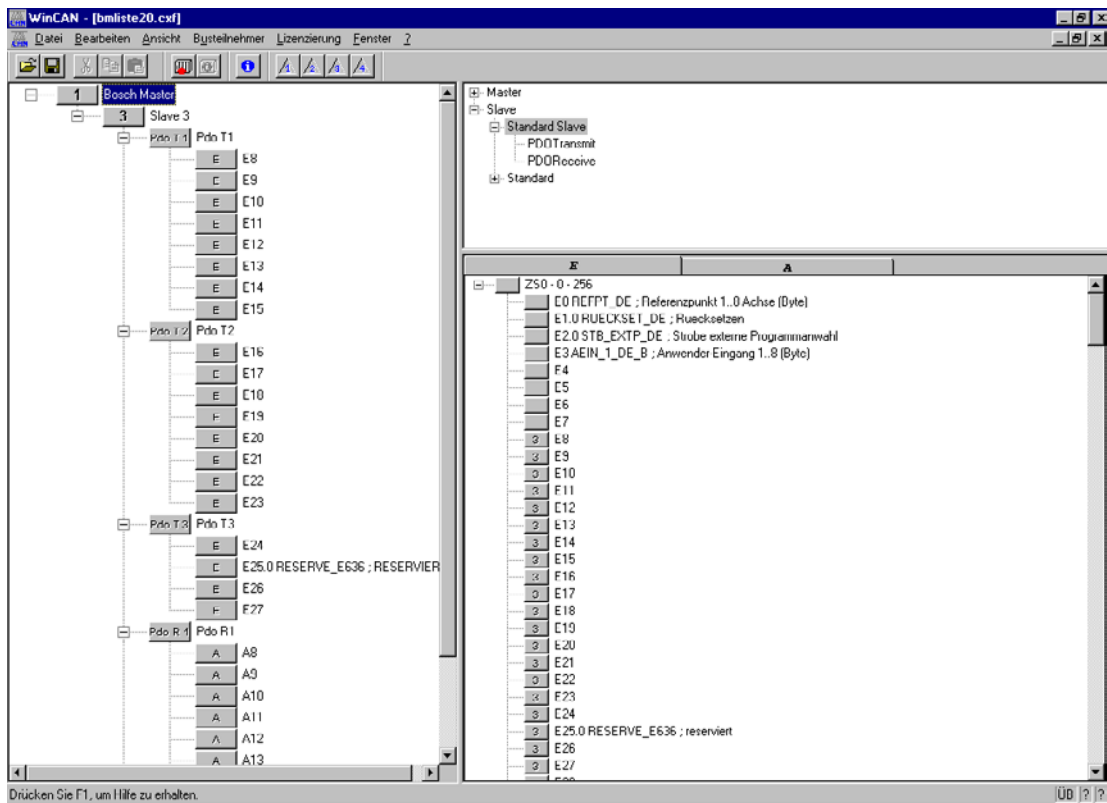 WinCAN - [bmliste20.cxf]
Datei Bearbeiten Ansicht Busteilnehmer Lizenzierung Fenster ?
1 Bosch Master
3 Slave 3
Pdo T1 Pdo T1
E E8
E E9
E E10
E E11
E E12
E E13
E E14
E E15
Pdo T2 Pdo T2
E E16
E E17
E E18
E E19
E E20
E E21
E E22
E E23
Pdo T3 Pdo T3
E E24
E E25.0 RESERVE_E636 ; RESERVIER
E E26
E E27
Pdo R1 Pdo R1
A A8
A A9
A A10
A A11
A A12
A A13
Master
Slave
Standard Slave
PDOTransmit
PDOReceive
Standard
E A
ZS0 - 0 - 256
E0 REFPT_DE ; Referenzpunkt 1..8 Achse (Byte)
E1.0 RUECKSET_DE ; Ruecksetzen
E2.0 STB_EXTP_DE ; Strobe externe Programmanwahl
E3 AEIN_1_DE_B ; Anwender Eingang 1..8 (Byte)
E4
E5
E6
E7
3 E8
3 E9
3 E10
3 E11
3 E12
3 E13
3 E14
3 E15
3 E16
3 E17
3 E18
3 E19
3 E20
3 E21
3 E22
3 E23
3 E24
3 E25.0 RESERVE_E636 ; reserviert
3 E26
3 E27
Drücken Sie F1, um Hilfe zu erhalten.
ÜB ? ?